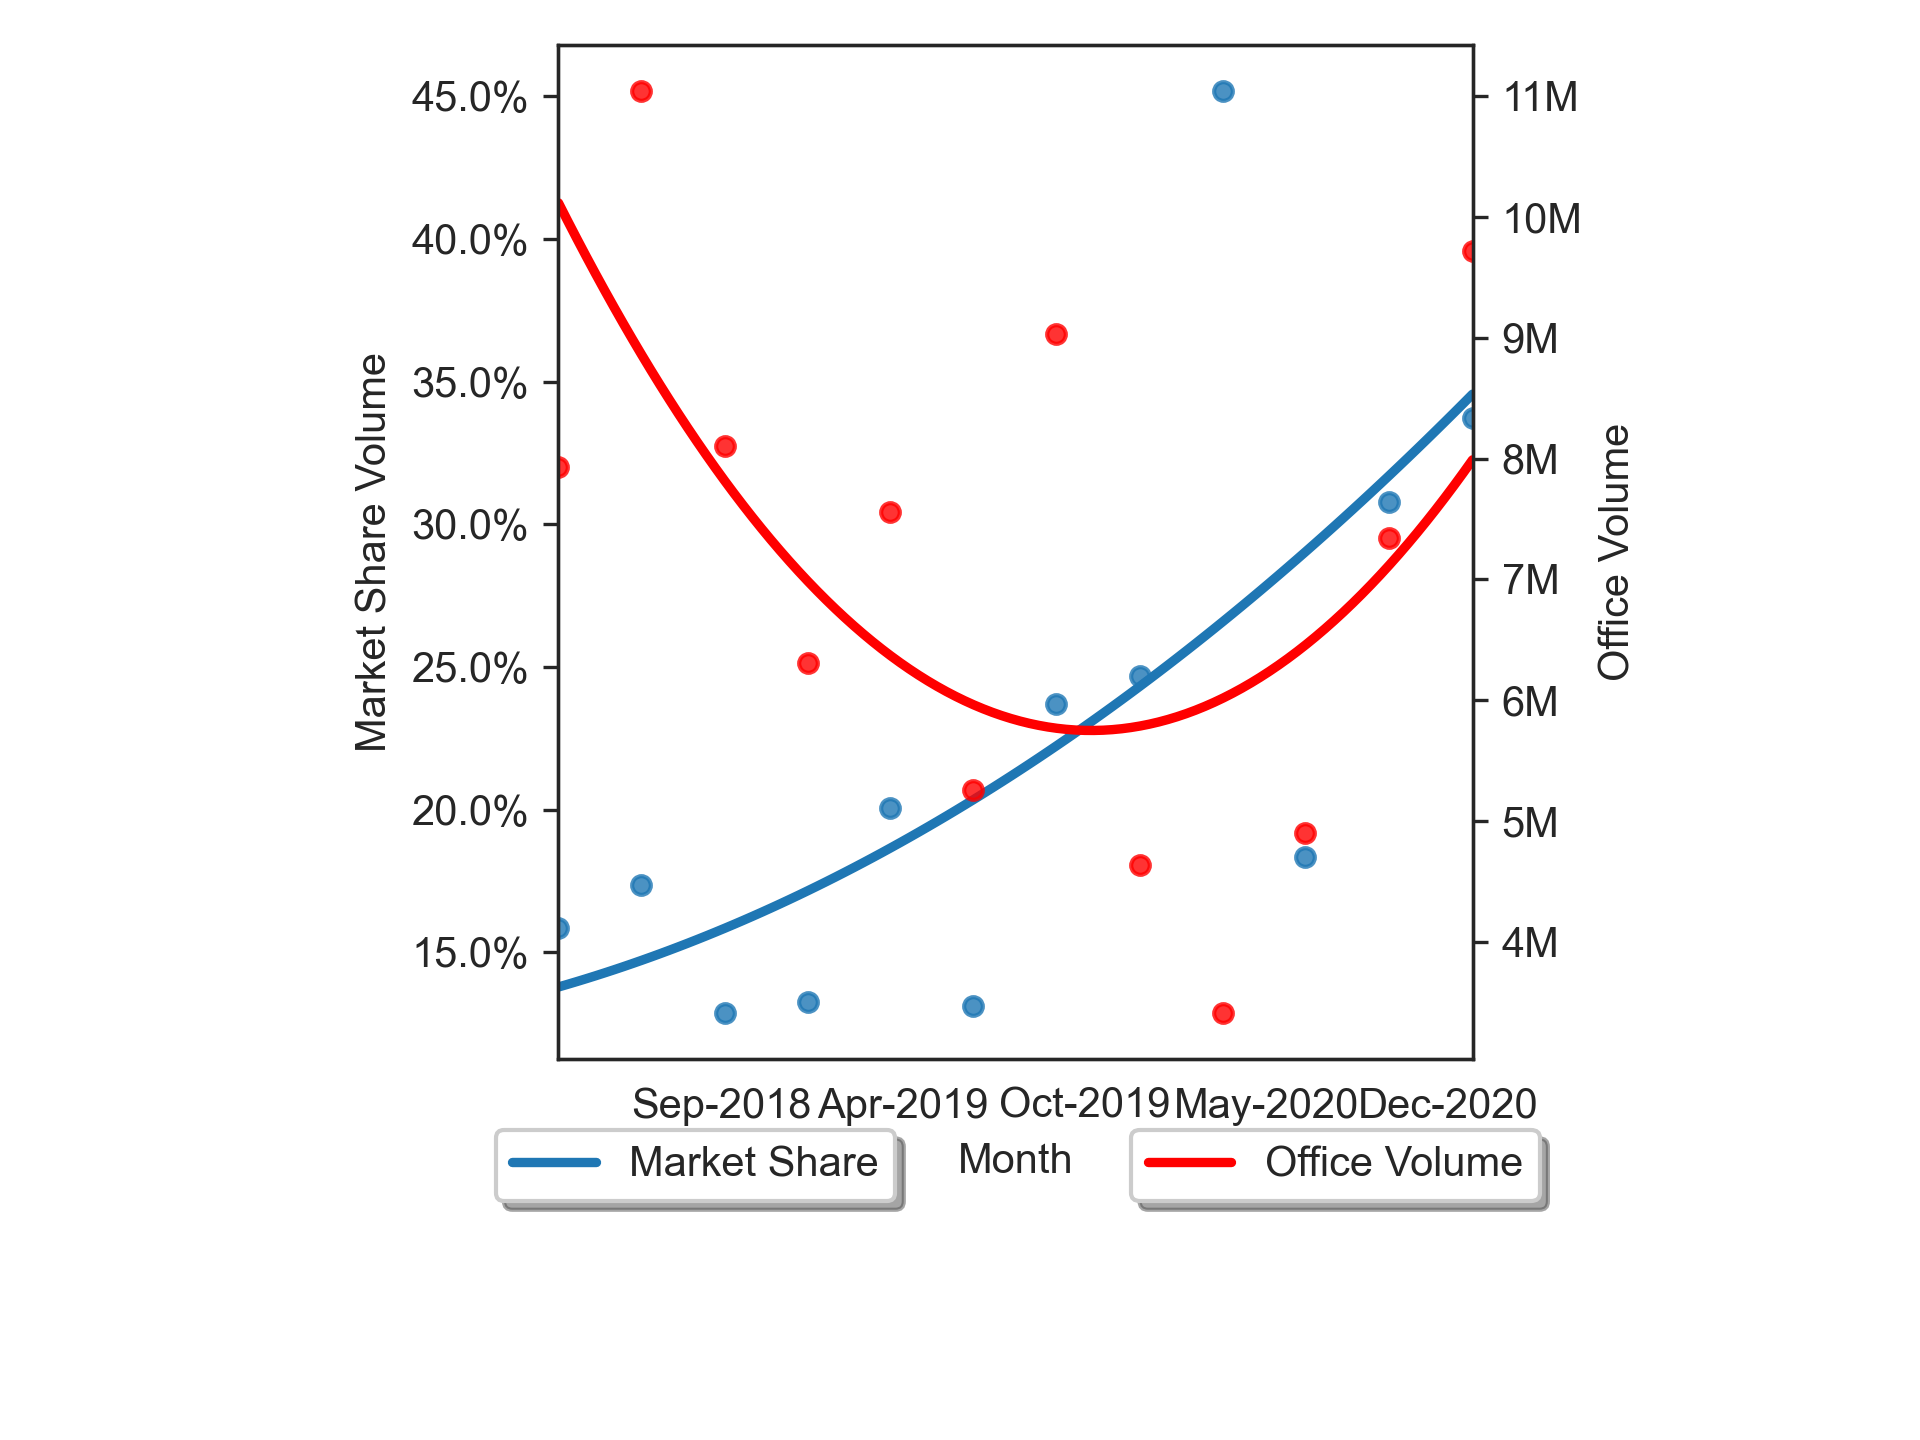 45.0%
40.0%
35.0%
30.0%
25.0%
20.0%
15.0%
Market Share Volume
11M
10M
9M
8M
7M
6M
5M
4M
Office Volume
Sep-2018 Apr-2019 Oct-2019 May-2020 Dec-2020
Month
Market Share
Office Volume